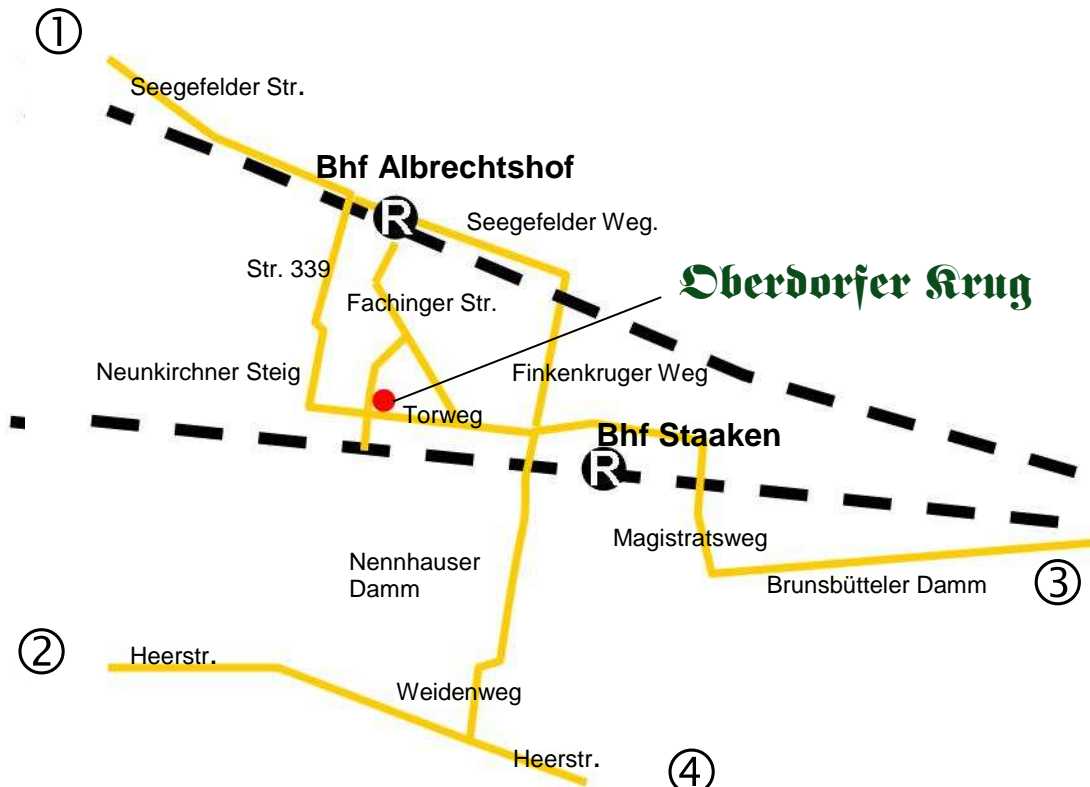 ①
Seegefelder Str.
Bhf Albrechtshof
R
Seegefelder Weg.
Str. 339
Oberdorfer Krug
Fachinger Str.
Neunkirchner Steig
Finkenkruger Weg
Torweg
Bhf Staaken
R
Magistratsweg
Nennhauser
Damm
Brunsbütteler Damm
③
②
Heerstr.
Weidenweg
Heerstr.
④